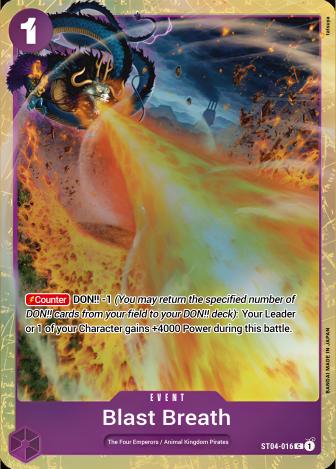 1
tatsuya
Counter DON!! -1 (You may return the specified number of
DON!! cards from your field to your DON!! deck): Your Leader
or 1 of your Character gains +4000 Power during this battle.
BANDAI MADE IN JAPAN
EVENT
Blast Breath
The Four Emperors / Animal Kingdom Pirates
ST04-016 C 1